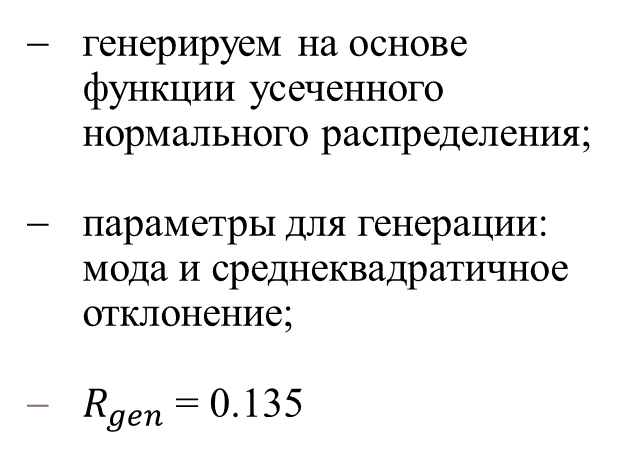 – генерируем на основе
функции усеченного
нормального распределения;
– параметры для генерации:
мода и среднеквадратичное
отклонение;
– R_gen = 0.135